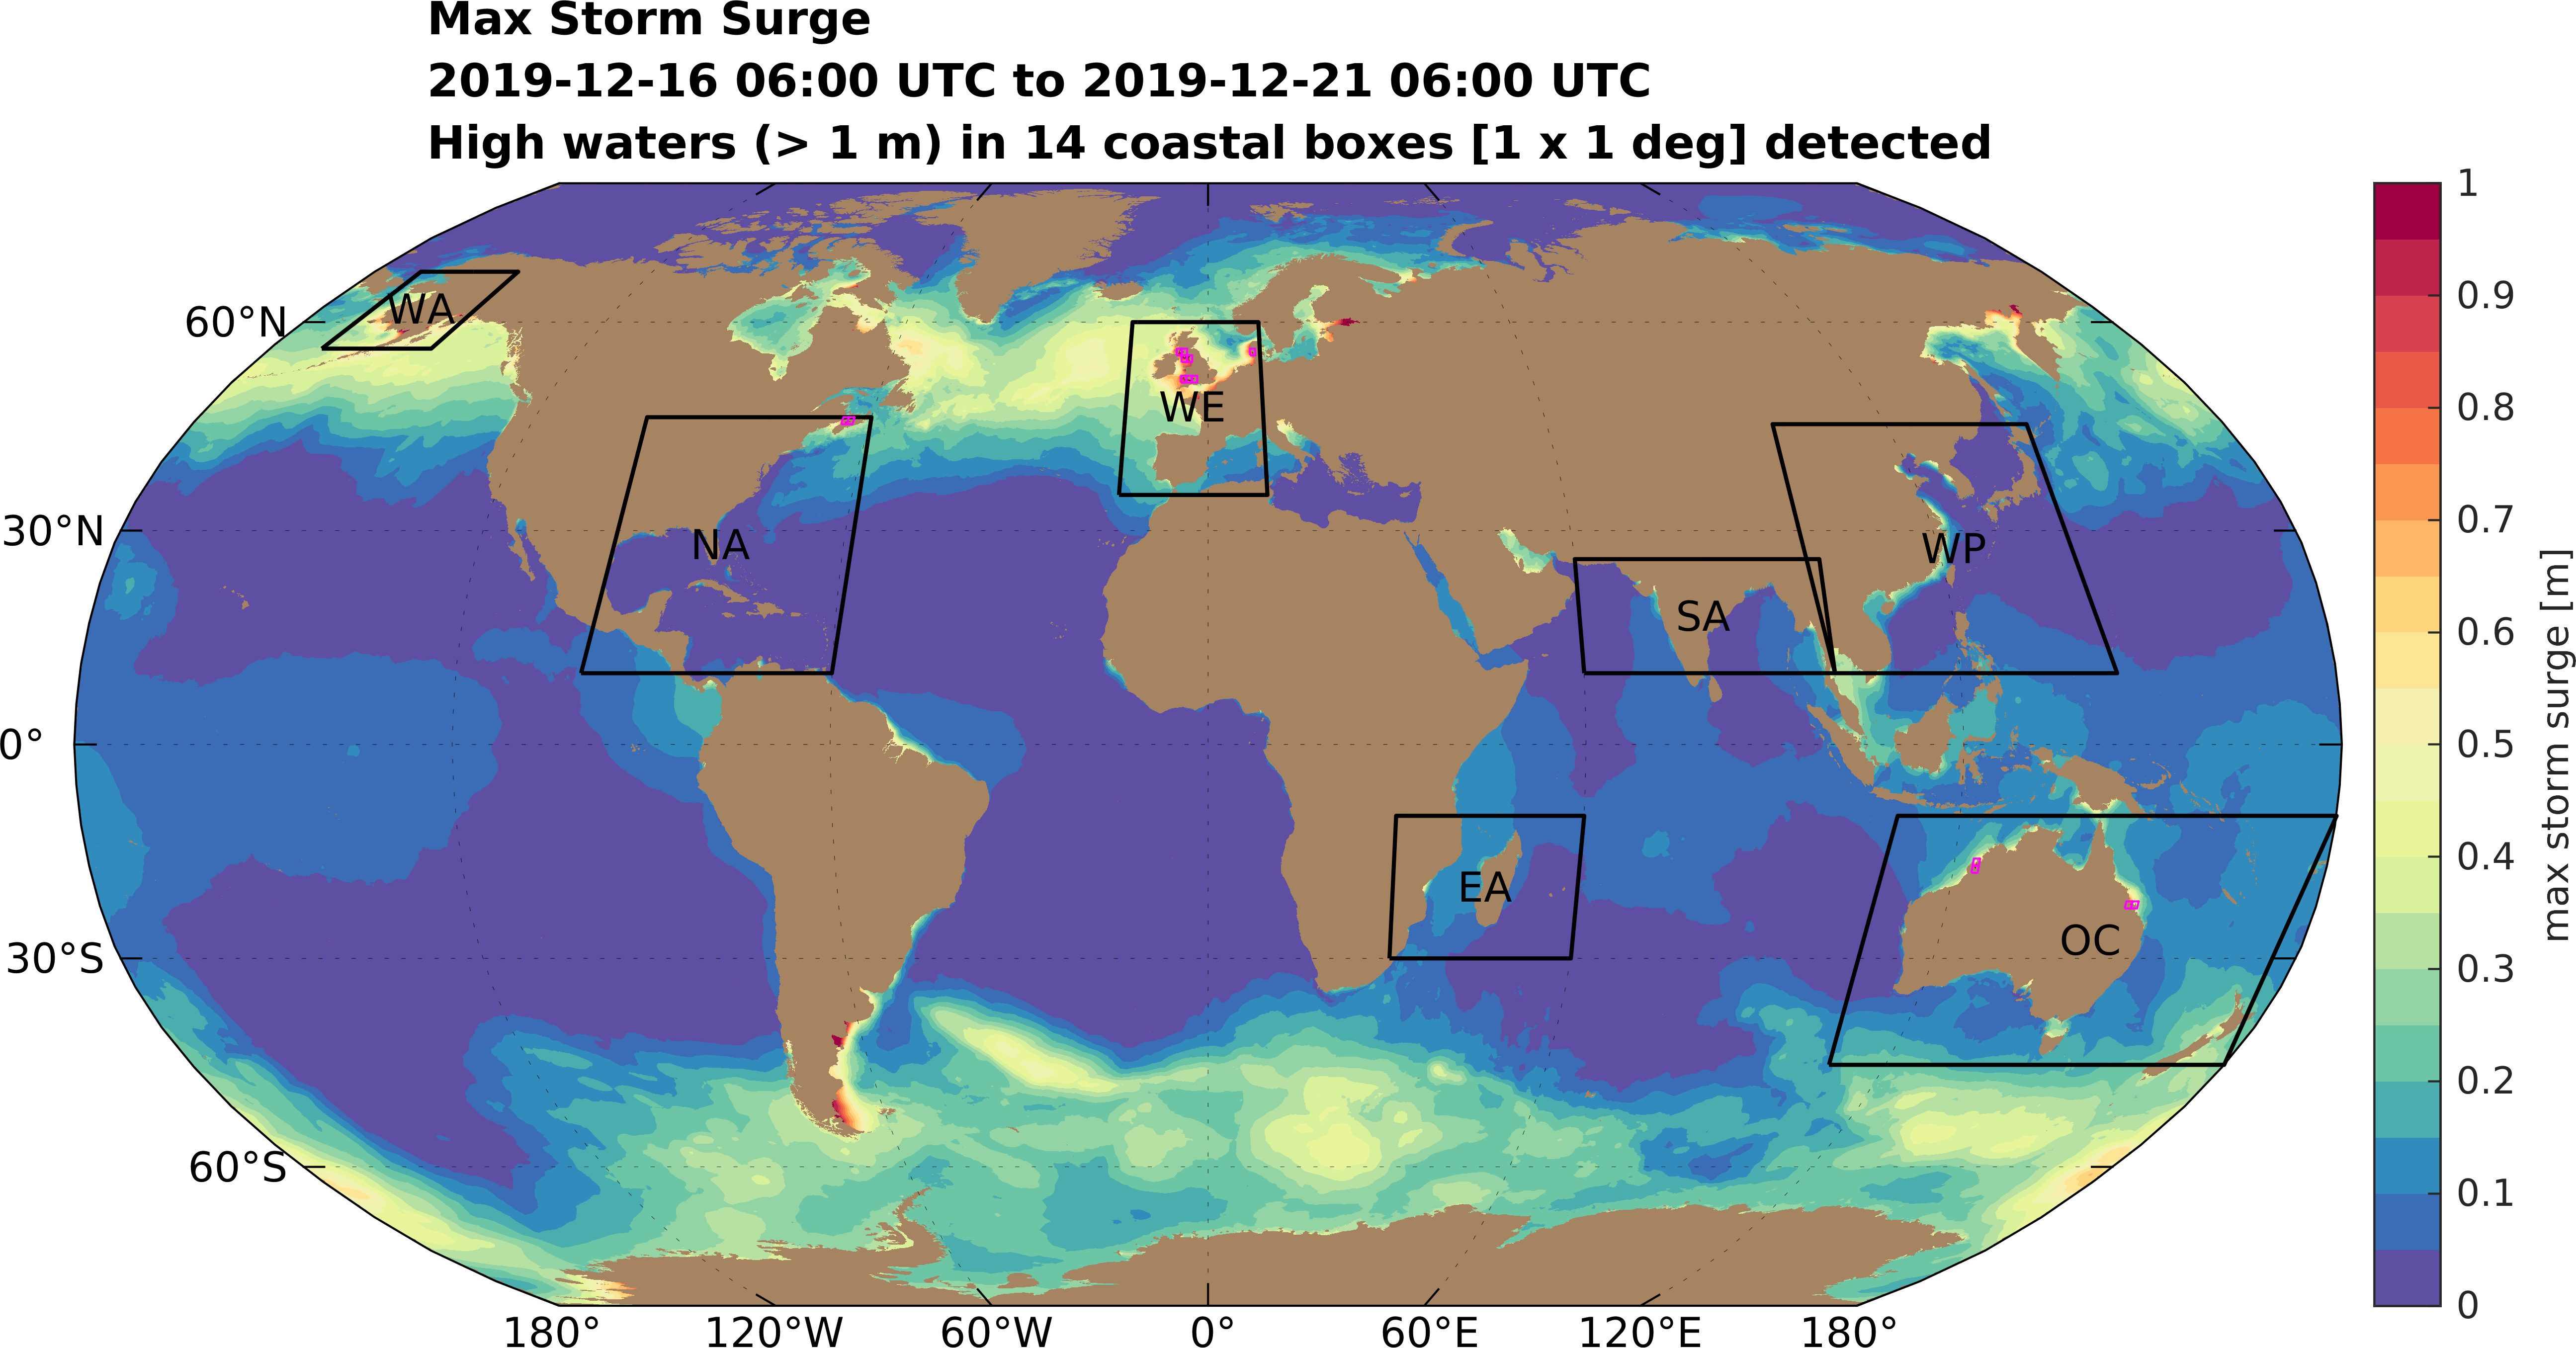 Max Storm Surge
2019-12-16 06:00 UTC to 2019-12-21 06:00 UTC
High waters (> 1 m) in 14 coastal boxes [1 x 1 deg] detected
60°N
30°N
0°
30°S
60°S
WA
NA
WE
SA
WP
EA
OC
180°
120°W
60°W
0°
60°E
120°E
180°
1
0.9
0.8
0.7
0.6
0.5
0.4
0.3
0.2
0.1
0
max storm surge [m]